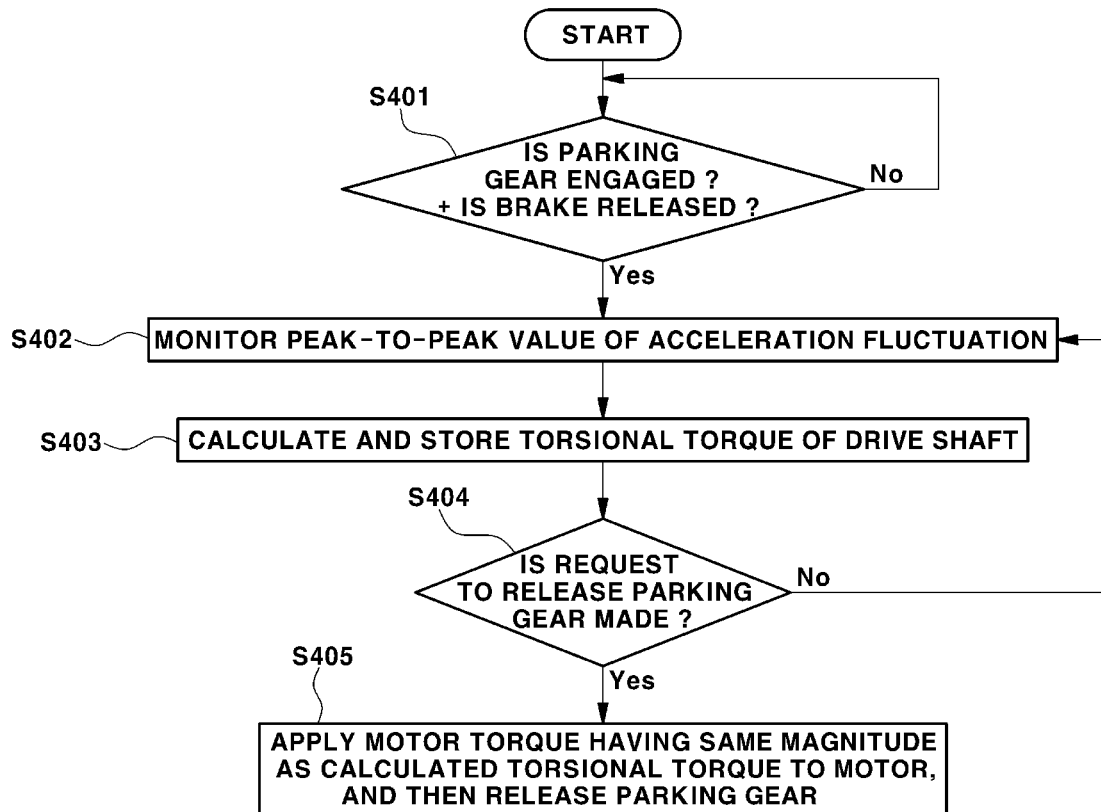 START
S401
IS PARKING
GEAR ENGAGED ?
+ IS BRAKE RELEASED ?
No
Yes
S402
MONITOR PEAK-TO-PEAK VALUE OF ACCELERATION FLUCTUATION
S403
CALCULATE AND STORE TORSIONAL TORQUE OF DRIVE SHAFT
S404
IS REQUEST
TO RELEASE PARKING
GEAR MADE ?
No
Yes
S405
APPLY MOTOR TORQUE HAVING SAME MAGNITUDE
AS CALCULATED TORSIONAL TORQUE TO MOTOR,
AND THEN RELEASE PARKING GEAR